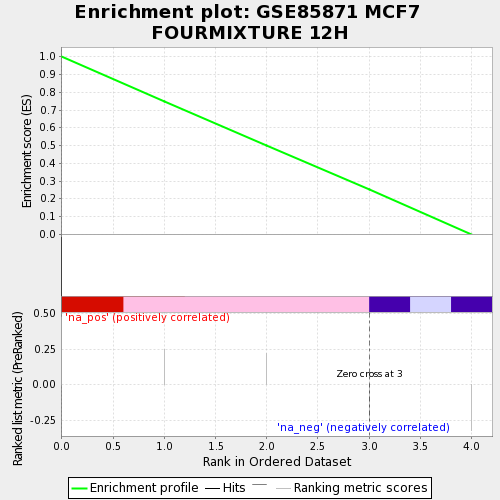 Enrichment plot: GSE85871 MCF7
FOURMIXTURE 12H
Enrichment score (ES)
1.0
0.9
0.8
0.7
0.6
0.5
0.4
0.3
0.2
0.1
0.0
Ranked list metric (PreRanked)
0.50
0.25
0.00
-0.25
'na_pos' (positively correlated)
Zero cross at 3
'na_neg' (negatively correlated)
0.0 0.5 1.0 1.5 2.0 2.5 3.0 3.5 4.0
Rank in Ordered Dataset
Enrichment profile Hits Ranking metric scores